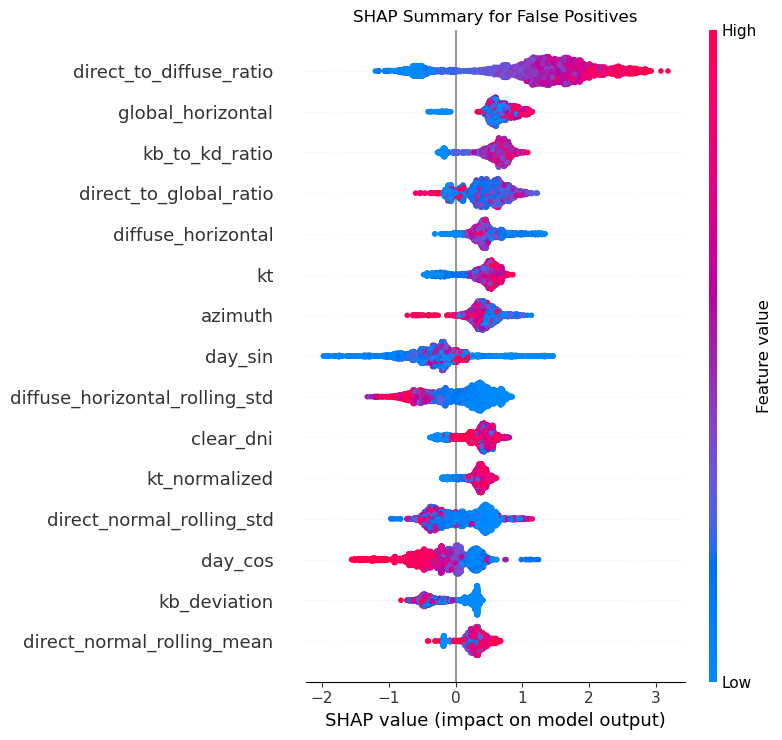 SHAP Summary for False Positives
High
direct_to_diffuse_ratio
global_horizontal
kb_to_kd_ratio
direct_to_global_ratio
diffuse_horizontal
kt
azimuth
day_sin
diffuse_horizontal_rolling_std
clear_dni
kt_normalized
direct_normal_rolling_std
day_cos
kb_deviation
direct_normal_rolling_mean
Feature value
Low
−2 −1 0 1 2 3
SHAP value (impact on model output)